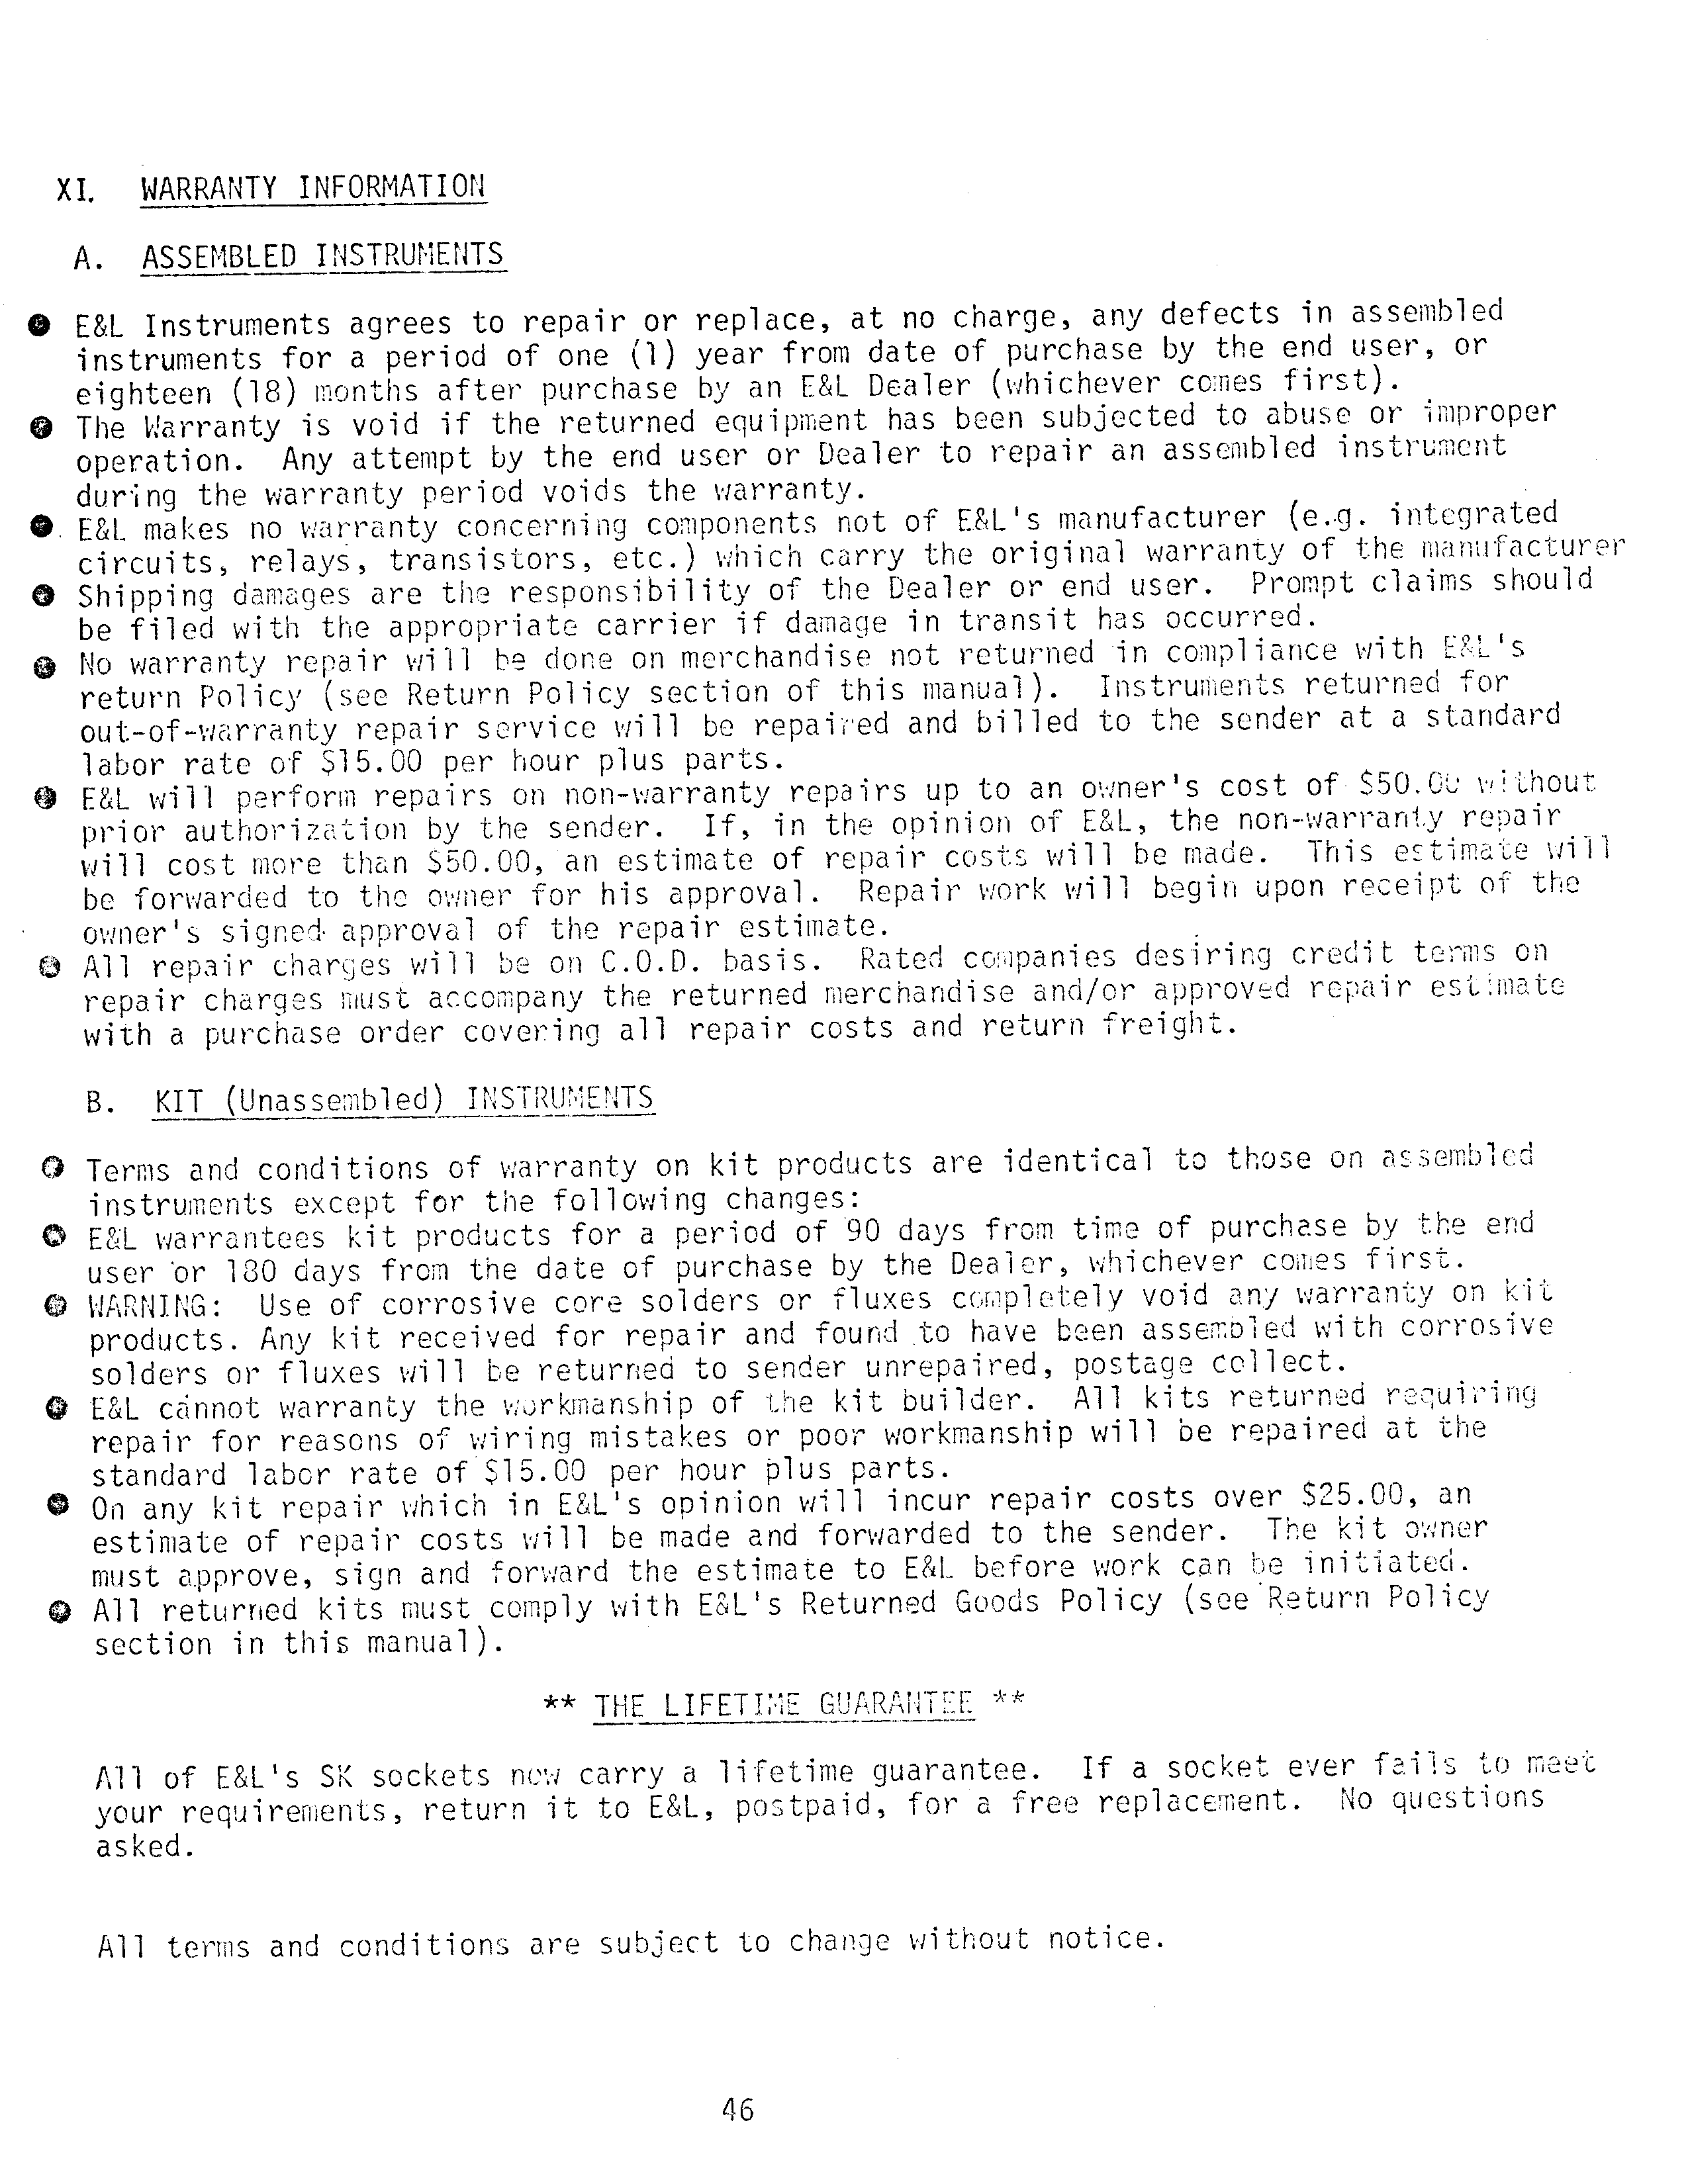 XI. WARRANTY INFORMATION
A. ASSEMBLED INSTRUMENTS
● E&L Instruments agrees to repair or replace, at no charge, any defects in assembled
instruments for a period of one (1) year from date of purchase by the end user, or
eighteen (18) months after purchase by an E&L Dealer (whichever comes first).
● The Warranty is void if the returned equipment has been subjected to abuse or improper
operation. Any attempt by the end user or Dealer to repair an assembled instrument
during the warranty period voids the warranty.
● E&L makes no warranty concerning components not of E&L's manufacturer (e.g. integrated
circuits, relays, transistors, etc.) which carry the original warranty of the manufacturer
● Shipping damages are the responsibility of the Dealer or end user. Prompt claims should
be filed with the appropriate carrier if damage in transit has occurred.
● No warranty repair will be done on merchandise not returned in compliance with E&L's
return Policy (see Return Policy section of this manual). Instruments returned for
out-of-warranty repair service will be repaired and billed to the sender at a standard
labor rate of $15.00 per hour plus parts.
● E&L will perform repairs on non-warranty repairs up to an owner's cost of $50.00 without
prior authorization by the sender. If, in the opinion of E&L, the non-warranty repair
will cost more than $50.00, an estimate of repair costs will be made. This estimate will
be forwarded to the owner for his approval. Repair work will begin upon receipt of the
owner's signed approval of the repair estimate.
● All repair charges will be on C.O.D. basis. Rated companies desiring credit terms on
repair charges must accompany the returned merchandise and/or approved repair estimate
with a purchase order covering all repair costs and return freight.
B. KIT (Unassembled) INSTRUMENTS
● Terms and conditions of warranty on kit products are identical to those on assembled
instruments except for the following changes:
● E&L warrantees kit products for a period of 90 days from time of purchase by the end
user or 180 days from the date of purchase by the Dealer, whichever comes first.
● WARNING: Use of corrosive core solders or fluxes completely void any warranty on kit
products. Any kit received for repair and found to have been assembled with corrosive
solders or fluxes will be returned to sender unrepaired, postage collect.
● E&L cannot warranty the workmanship of the kit builder. All kits returned requiring
repair for reasons of wiring mistakes or poor workmanship will be repaired at the
standard labor rate of $15.00 per hour plus parts.
● On any kit repair which in E&L's opinion will incur repair costs over $25.00, an
estimate of repair costs will be made and forwarded to the sender. The kit owner
must approve, sign and forward the estimate to E&L before work can be initiated.
● All returned kits must comply with E&L's Returned Goods Policy (see Return Policy
section in this manual).
** THE LIFETIME GUARANTEE **
All of E&L's SK sockets now carry a lifetime guarantee. If a socket ever fails to meet
your requirements, return it to E&L, postpaid, for a free replacement. No questions
asked.
All terms and conditions are subject to change without notice.
46